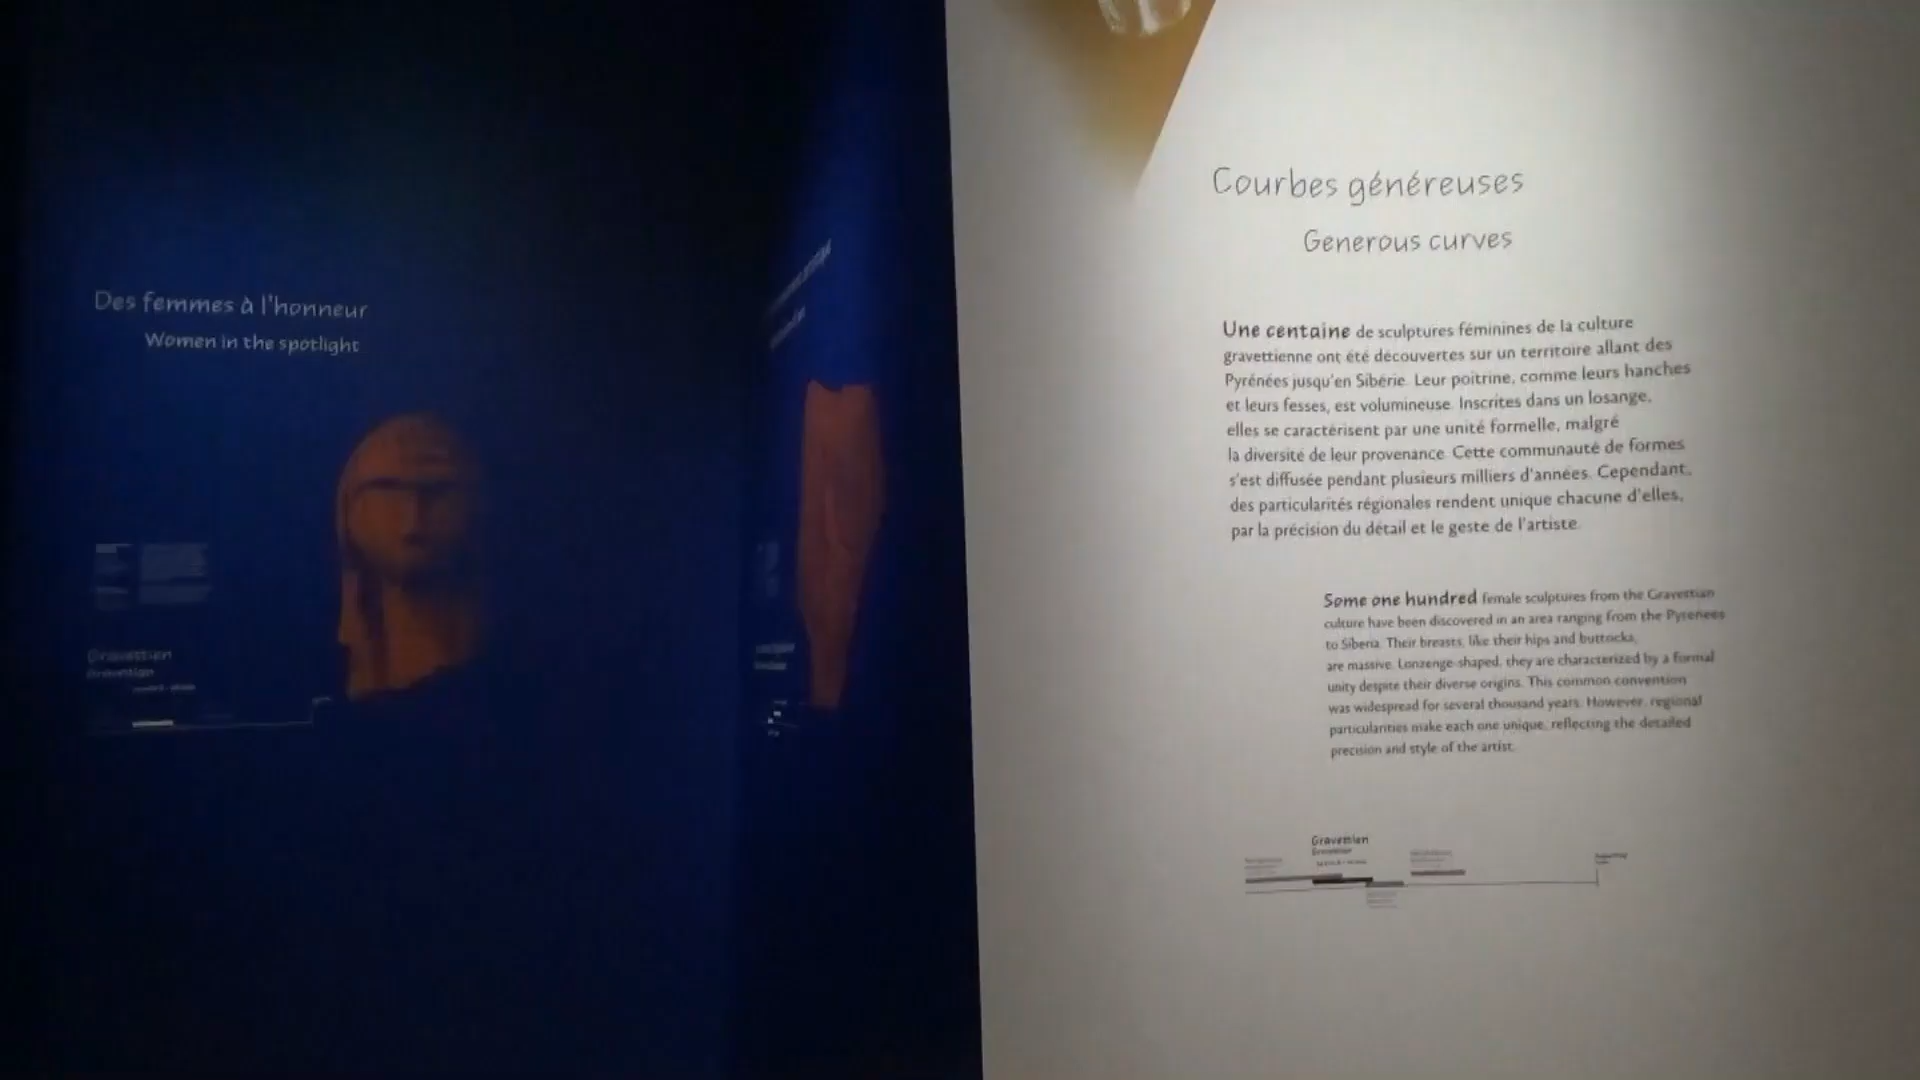 Des femmes à l'honneur
Women in the spotlight
Gravettien
Gravettian
Courbes généreuses
Generous curves
Une centaine de sculptures féminines de la culture
gravettienne ont été découvertes sur un territoire allant des
Pyrénées jusqu'en Sibérie. Leur poitrine, comme leurs hanches
et leurs fesses, est volumineuse. Inscrites dans un losange,
elles se caractérisent par une unité formelle, malgré
la diversité de leur provenance. Cette communauté de formes
s'est diffusée pendant plusieurs milliers d'années. Cependant,
des particularités régionales rendent unique chacune d'elles,
par la précision du détail et le geste de l'artiste.
Some one hundred female sculptures from the Gravettian
culture have been discovered in an area ranging from the Pyrenees
to Siberia. Their breasts, like their hips and buttocks,
are massive. Lonzenge-shaped, they are characterized by a formal
unity despite their diverse origins. This common convention
was widespread for several thousand years. However, regional
particularities make each one unique, reflecting the detailed
precision and style of the artist.
Gravettien
Gravettian